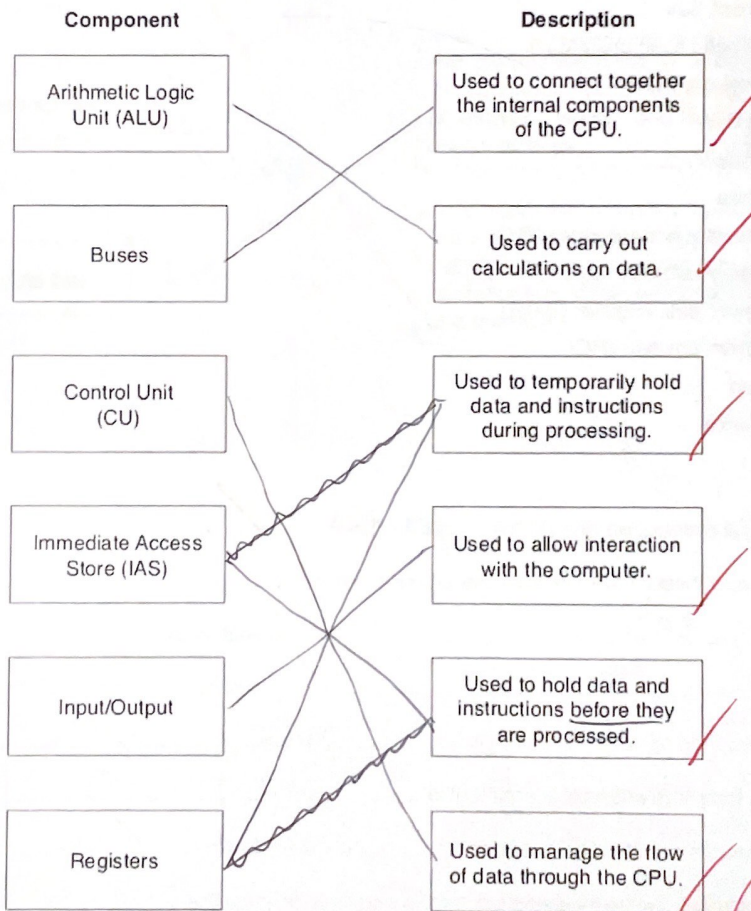 Component
Description
Arithmetic Logic
Unit (ALU)
Used to connect together
the internal components
of the CPU.
Buses
Used to carry out
calculations on data.
Control Unit
(CU)
Used to temporarily hold
data and instructions
during processing.
Immediate Access
Store (IAS)
Used to allow interaction
with the computer.
Input/Output
Used to hold data and
instructions before they
are processed.
Registers
Used to manage the flow
of data through the CPU.